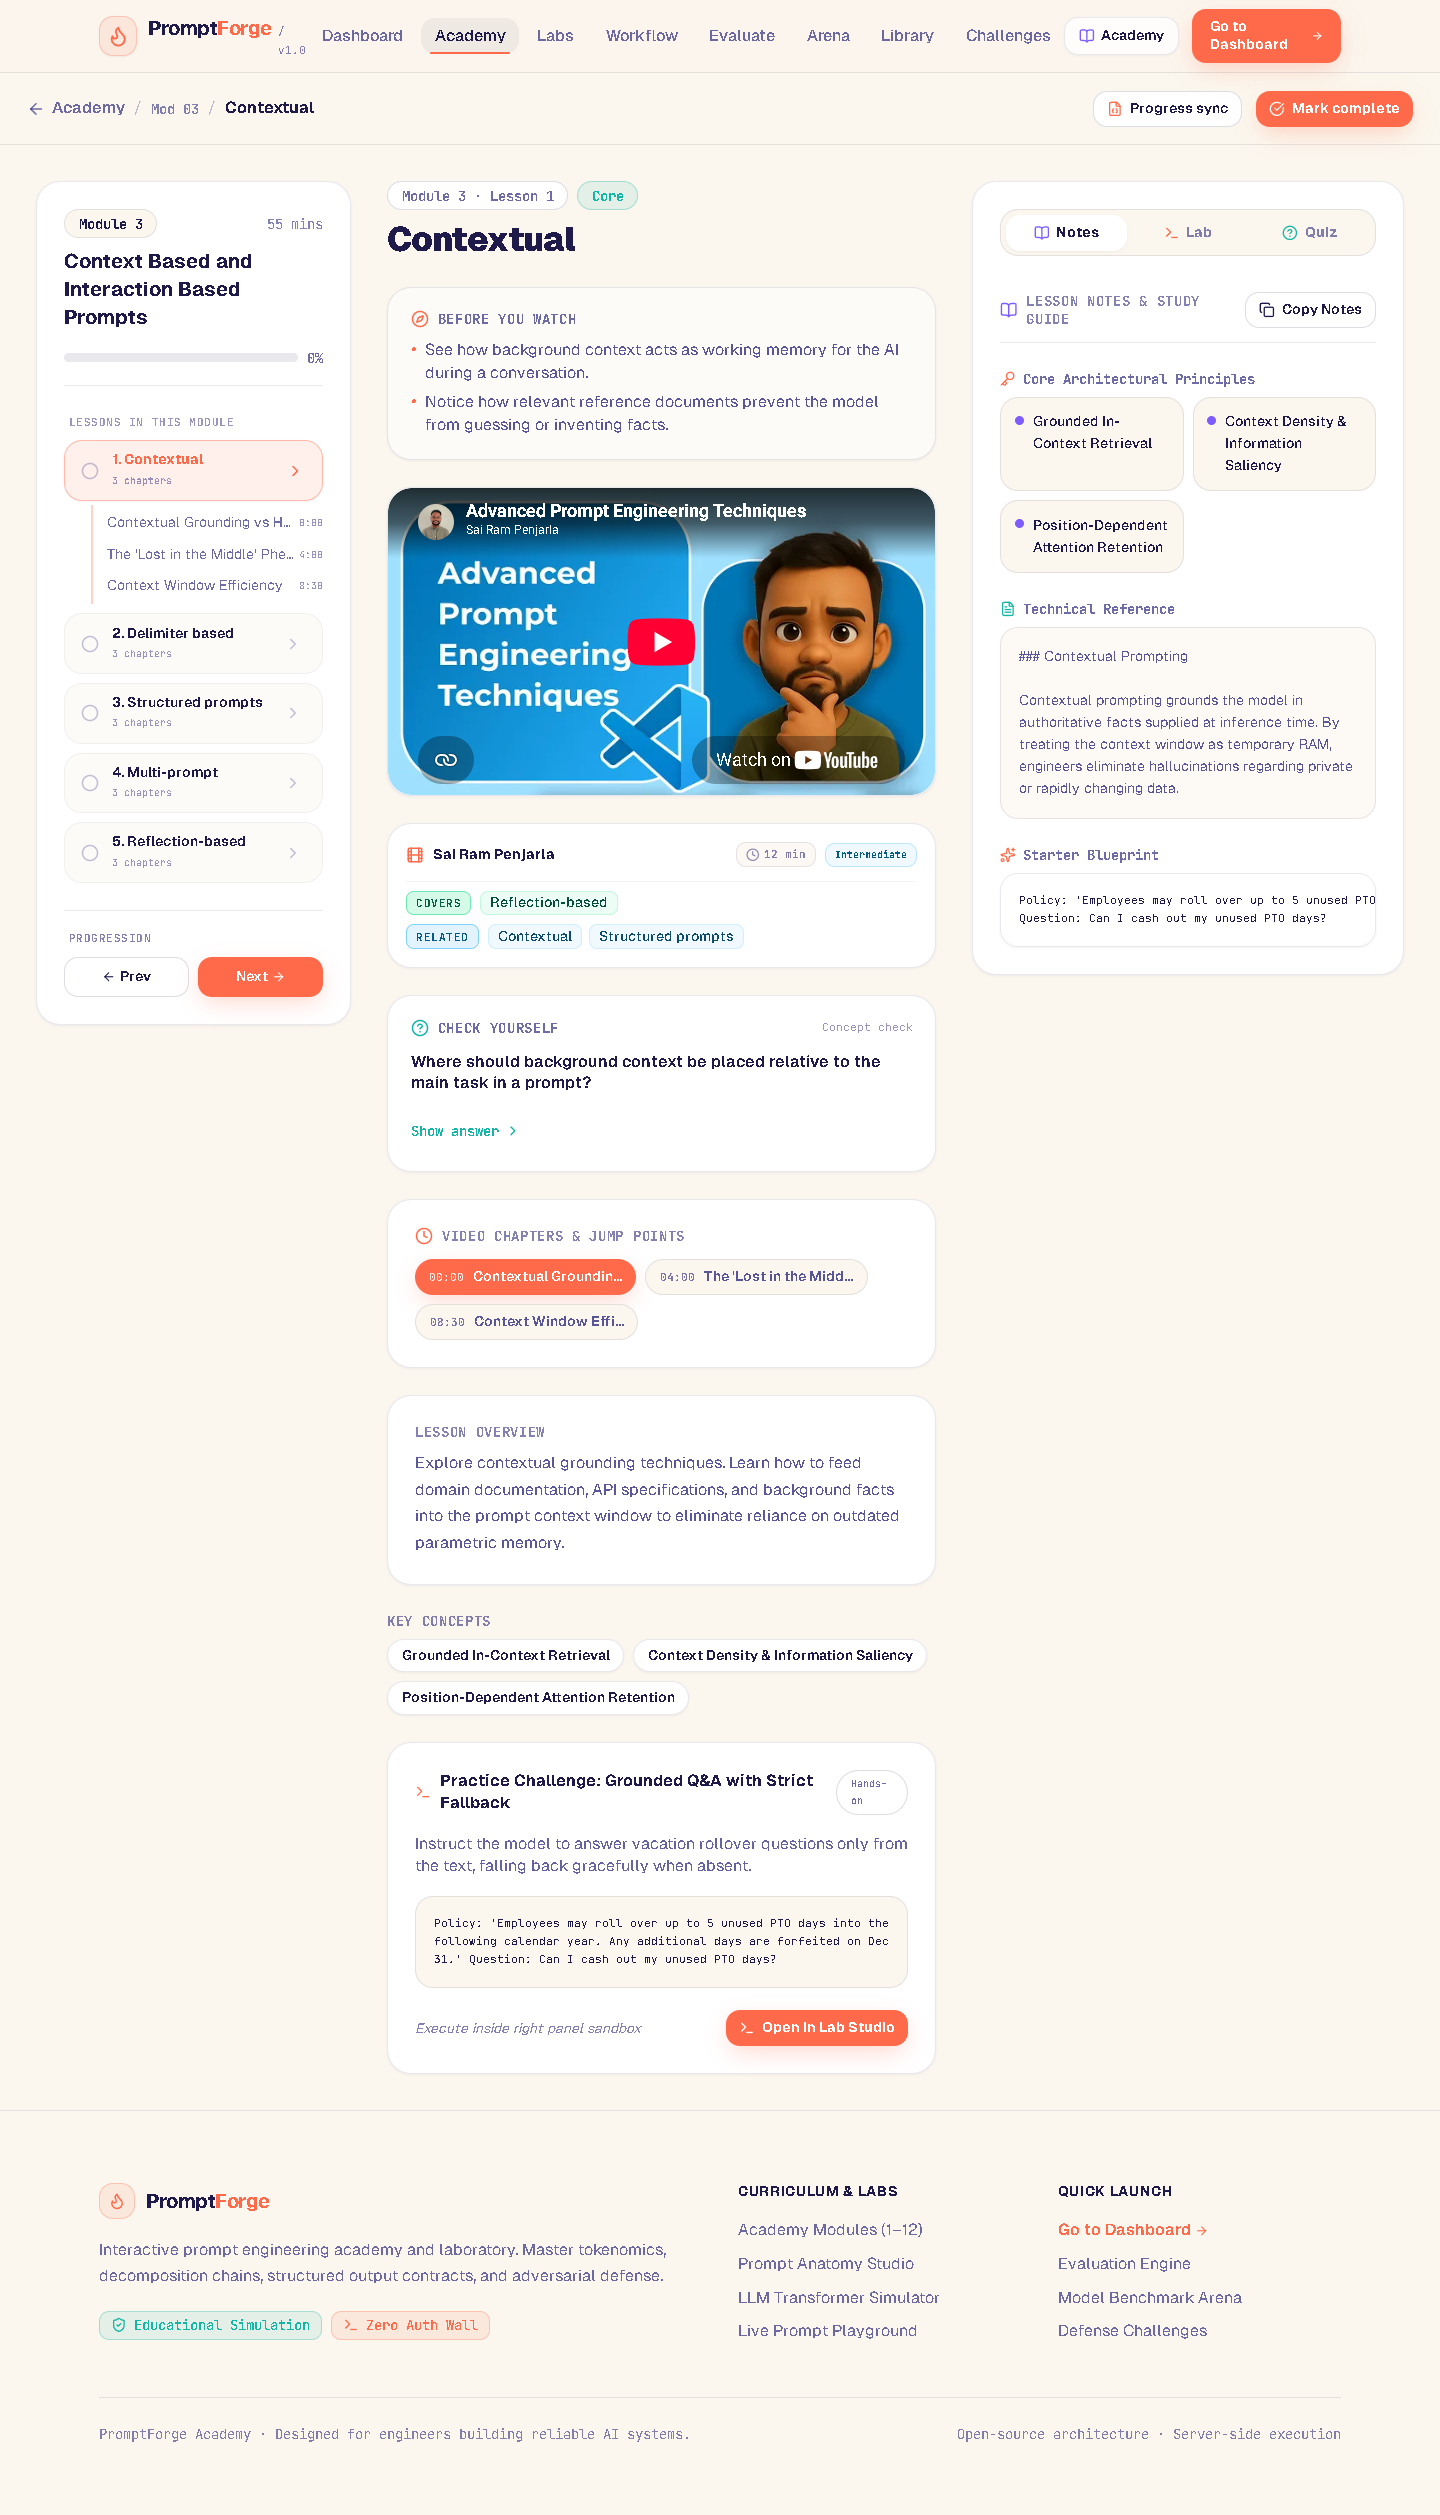 PromptForge / v1.0
Dashboard
Academy
Labs
Workflow
Evaluate
Arena
Library
Challenges
Academy
Go to
Dashboard →
← Academy / Mod 03 / Contextual
Progress sync
Mark complete
Module 3
55 mins
Context Based and
Interaction Based
Prompts
0%
LESSONS IN THIS MODULE
1. Contextual
3 chapters
Contextual Grounding vs H... 0:00
The 'Lost in the Middle' Phe... 4:00
Context Window Efficiency 8:30
2. Delimiter based
3 chapters
3. Structured prompts
3 chapters
4. Multi-prompt
3 chapters
5. Reflection-based
3 chapters
PROGRESSION
← Prev
Next →
Module 3 · Lesson 1
Core
Contextual
BEFORE YOU WATCH
• See how background context acts as working memory for the AI
during a conversation.
• Notice how relevant reference documents prevent the model
from guessing or inventing facts.
Advanced Prompt Engineering Techniques
Sai Ram Penjarla
Advanced
Prompt
Engineering
Techniques
Watch on YouTube
Sai Ram Penjarla
12 min
Intermediate
COVERS
Reflection-based
RELATED
Contextual
Structured prompts
CHECK YOURSELF
Concept check
Where should background context be placed relative to the
main task in a prompt?
Show answer
VIDEO CHAPTERS & JUMP POINTS
00:00 Contextual Groundin...
04:00 The 'Lost in the Midd...
08:30 Context Window Effi...
LESSON OVERVIEW
Explore contextual grounding techniques. Learn how to feed
domain documentation, API specifications, and background facts
into the prompt context window to eliminate reliance on outdated
parametric memory.
KEY CONCEPTS
Grounded In-Context Retrieval
Context Density & Information Saliency
Position-Dependent Attention Retention
Practice Challenge: Grounded Q&A with Strict
Fallback
Hands-
on
Instruct the model to answer vacation rollover questions only from
the text, falling back gracefully when absent.
Policy: 'Employees may roll over up to 5 unused PTO days into the
following calendar year. Any additional days are forfeited on Dec
31.' Question: Can I cash out my unused PTO days?
Execute inside right panel sandbox
Open in Lab Studio
Notes
Lab
Quiz
LESSON NOTES & STUDY
GUIDE
Copy Notes
Core Architectural Principles
Grounded In-
Context Retrieval
Context Density &
Information
Saliency
Position-Dependent
Attention Retention
Technical Reference
### Contextual Prompting
Contextual prompting grounds the model in
authoritative facts supplied at inference time. By
treating the context window as temporary RAM,
engineers eliminate hallucinations regarding private
or rapidly changing data.
Starter Blueprint
Policy: 'Employees may roll over up to 5 unused PTO
Question: Can I cash out my unused PTO days?
PromptForge
Interactive prompt engineering academy and laboratory. Master tokenomics,
decomposition chains, structured output contracts, and adversarial defense.
Educational Simulation
Zero Auth Wall
CURRICULUM & LABS
Academy Modules (1–12)
Prompt Anatomy Studio
LLM Transformer Simulator
Live Prompt Playground
QUICK LAUNCH
Go to Dashboard →
Evaluation Engine
Model Benchmark Arena
Defense Challenges
PromptForge Academy · Designed for engineers building reliable AI systems.
Open-source architecture · Server-side execution